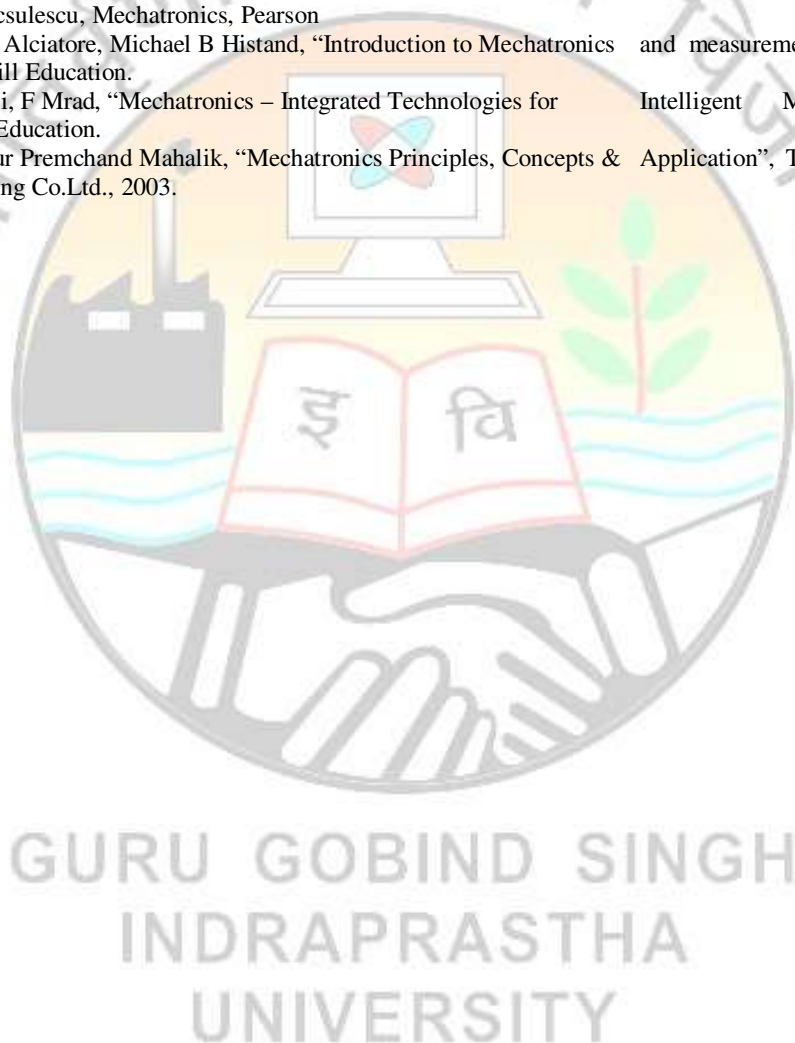 csulescu, Mechatronics, Pearson
Alciatore, Michael B Histand, “Introduction to Mechatronics and measureme
ill Education.
i, F Mrad, “Mechatronics – Integrated Technologies for Intelligent M
Education.
ur Premchand Mahalik, “Mechatronics Principles, Concepts & Application”, T
ng Co.Ltd., 2003.
इ वि
GURU GOBIND SINGH
INDRAPRASTHA
UNIVERSITY